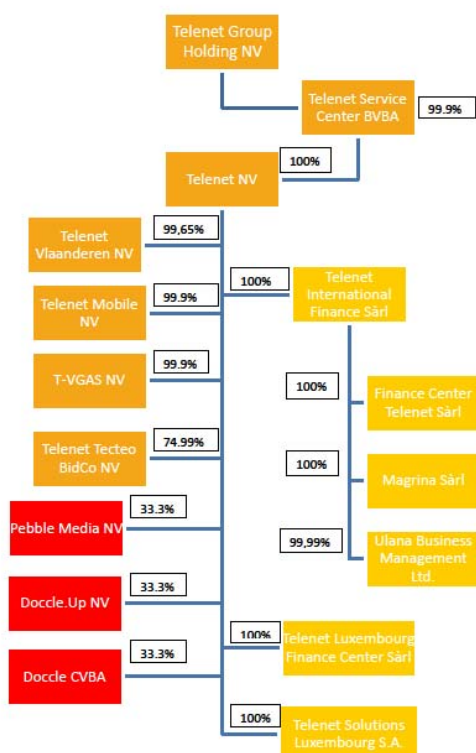 Telenet Group
Holding NV
Telenet Service
Center BVBA
99.9%
100%
Telenet NV
99,65%
Telenet
Vlaanderen NV
100%
Telenet
International
Finance Sàrl
99.9%
Telenet Mobile
NV
99.9%
T-VGAS NV
100%
Finance Center
Telenet Sàrl
74.99%
Telenet Tecteo
BidCo NV
100%
Magrina Sàrl
33.3%
Pebble Media NV
99,99%
Ulana Business
Management
Ltd.
33.3%
Doccle.Up NV
100%
Telenet Luxembourg
Finance Center Sàrl
33.3%
Doccle CVBA
100%
Telenet Solutions
Luxembourg S.A.